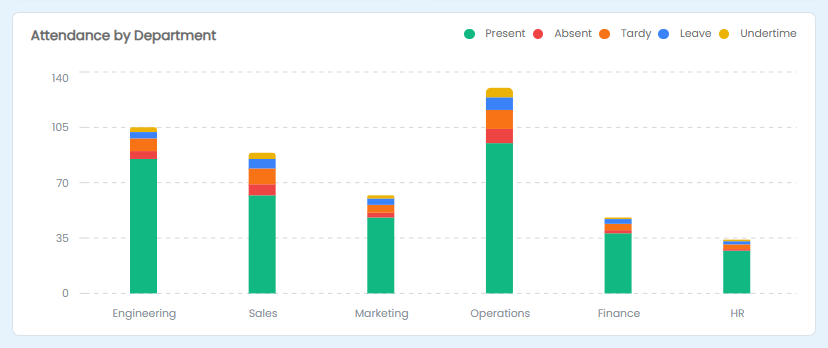 Attendance by Department
Present Absent Tardy Leave Undertime
140
105
70
35
0
Engineering Sales Marketing Operations Finance HR